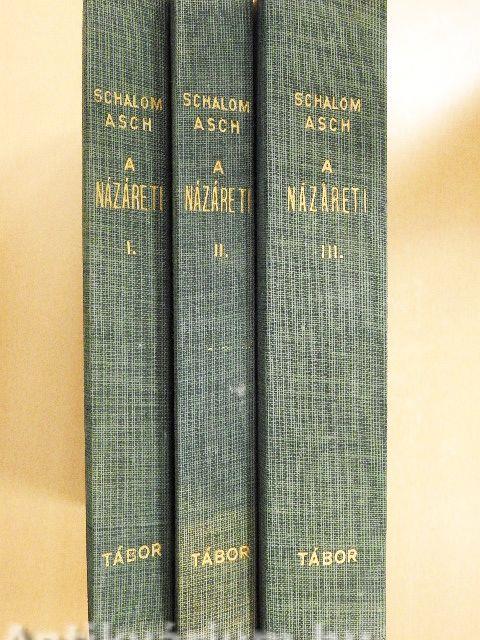 SCHALOM
ASCH
A
NÁZÁRETI
I.
TÁBOR
SCHALOM
ASCH
A
NÁZÁRETI
II.
TÁBOR
SCHALOM
ASCH
A
NÁZÁRETI
III.
TÁBOR